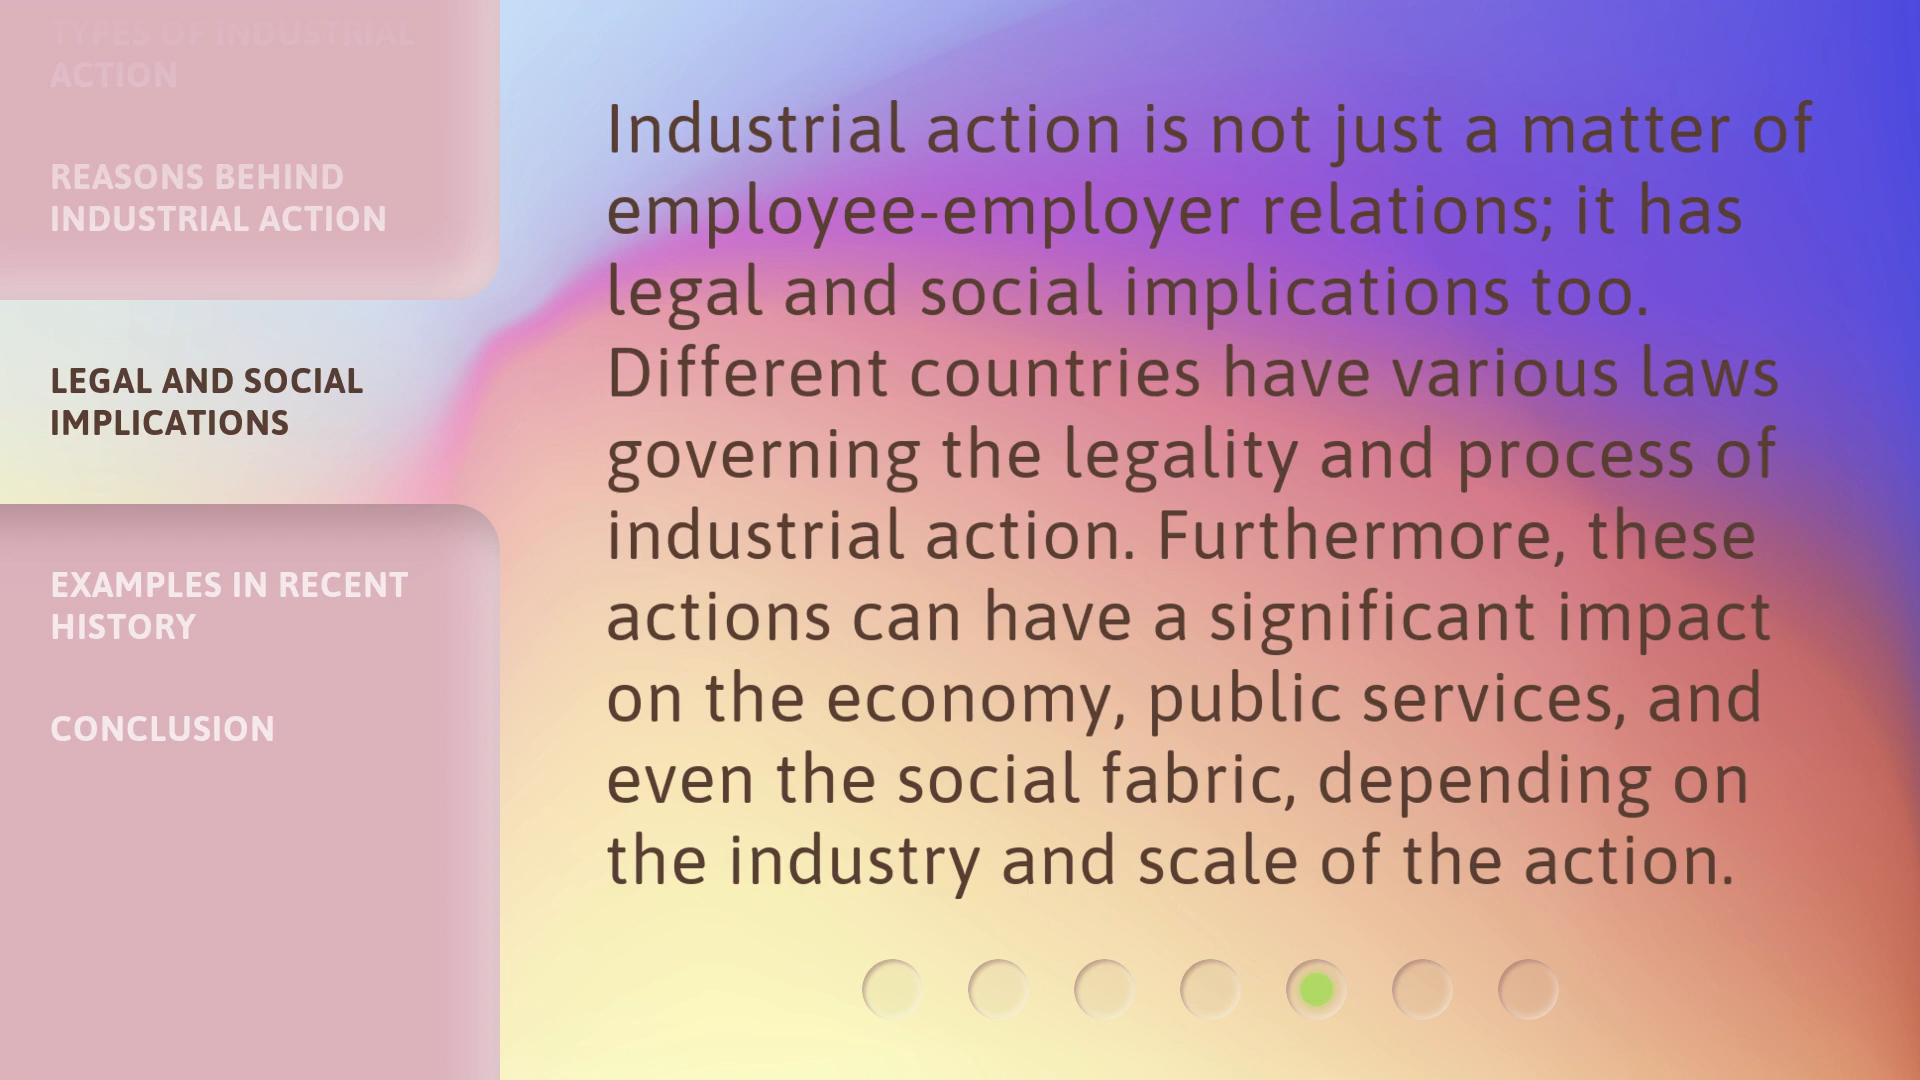 TYPES OF INDUSTRIAL
ACTION
REASONS BEHIND
INDUSTRIAL ACTION
LEGAL AND SOCIAL
IMPLICATIONS
EXAMPLES IN RECENT
HISTORY
CONCLUSION
Industrial action is not just a matter of
employee-employer relations; it has
legal and social implications too.
Different countries have various laws
governing the legality and process of
industrial action. Furthermore, these
actions can have a significant impact
on the economy, public services, and
even the social fabric, depending on
the industry and scale of the action.